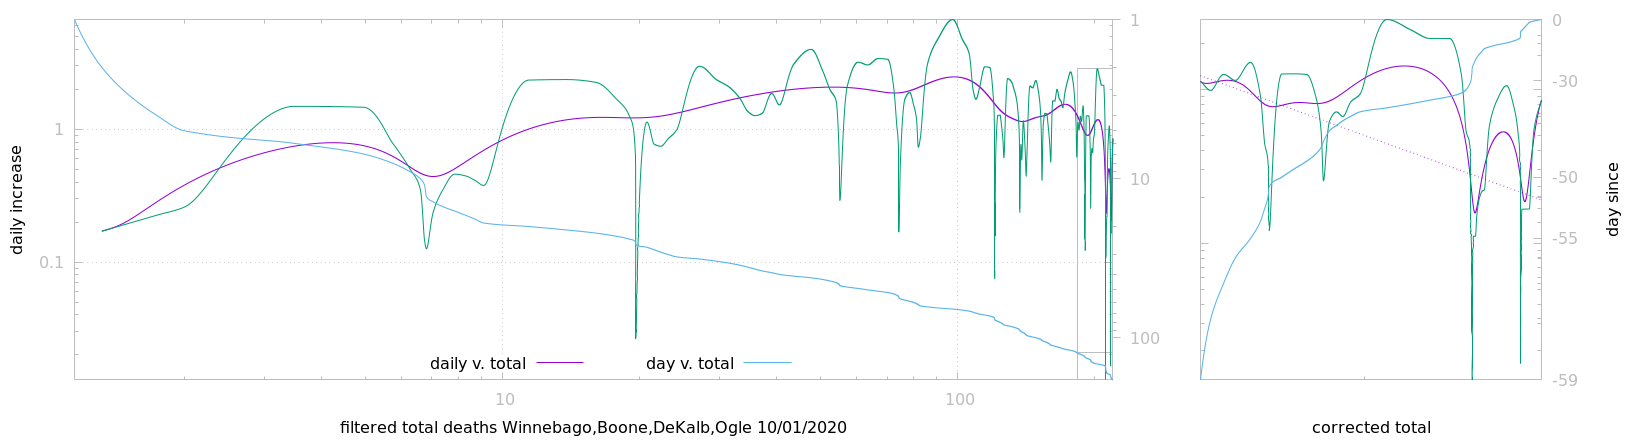 daily increase
1
0.1
10
100
1
10
100
daily v. total
day v. total
filtered total deaths Winnebago,Boone,DeKalb,Ogle 10/01/2020
0
-30
-50
-55
-59
day since
corrected total